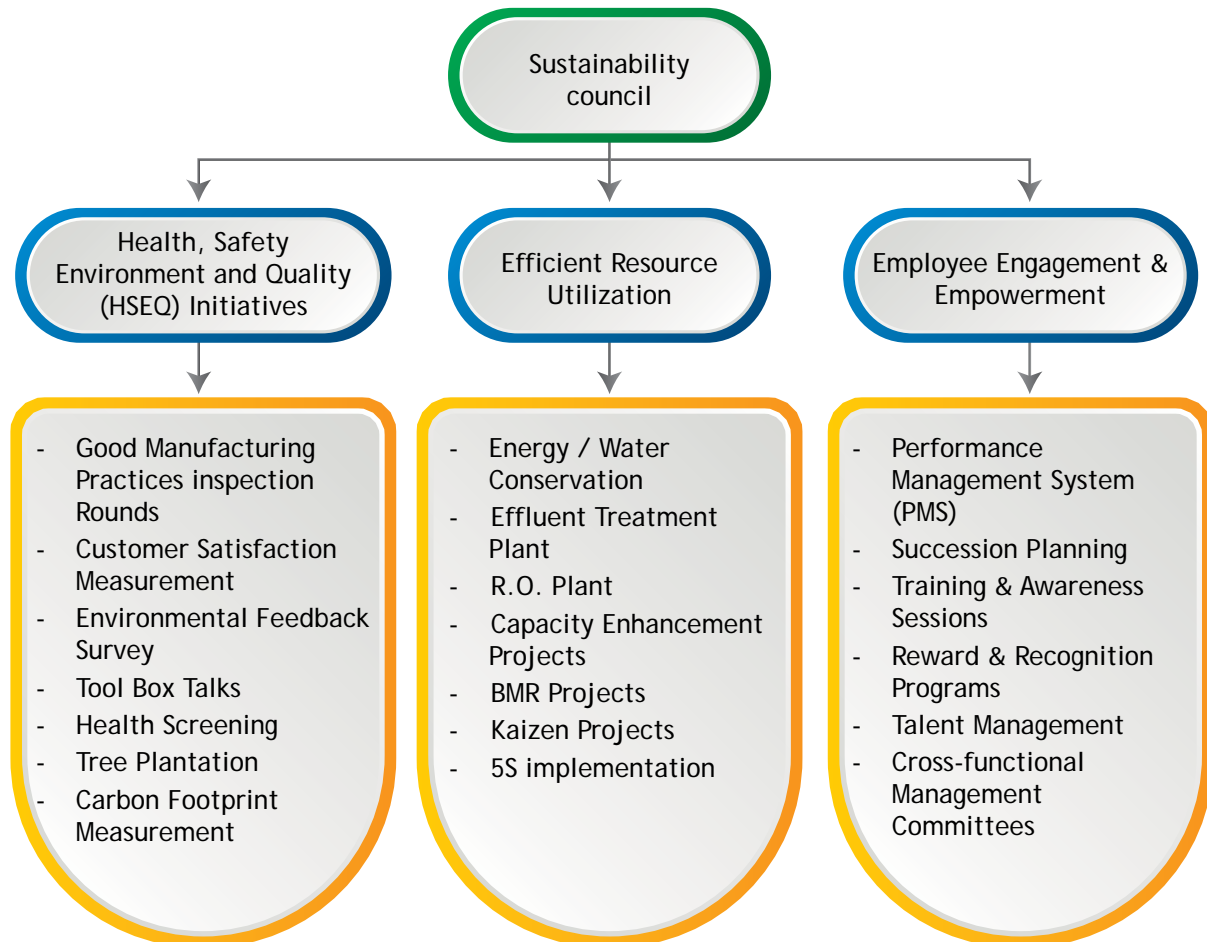 Sustainability
council
Health, Safety
Environment and Quality
(HSEQ) Initiatives
Efficient Resource
Utilization
Employee Engagement &
Empowerment
- Good Manufacturing
Practices inspection
Rounds
- Customer Satisfaction
Measurement
- Environmental Feedback
Survey
- Tool Box Talks
- Health Screening
- Tree Plantation
- Carbon Footprint
Measurement
- Energy / Water
Conservation
- Effluent Treatment
Plant
- R.O. Plant
- Capacity Enhancement
Projects
- BMR Projects
- Kaizen Projects
- 5S implementation
- Performance
Management System
(PMS)
- Succession Planning
- Training & Awareness
Sessions
- Reward & Recognition
Programs
- Talent Management
- Cross-functional
Management
Committees